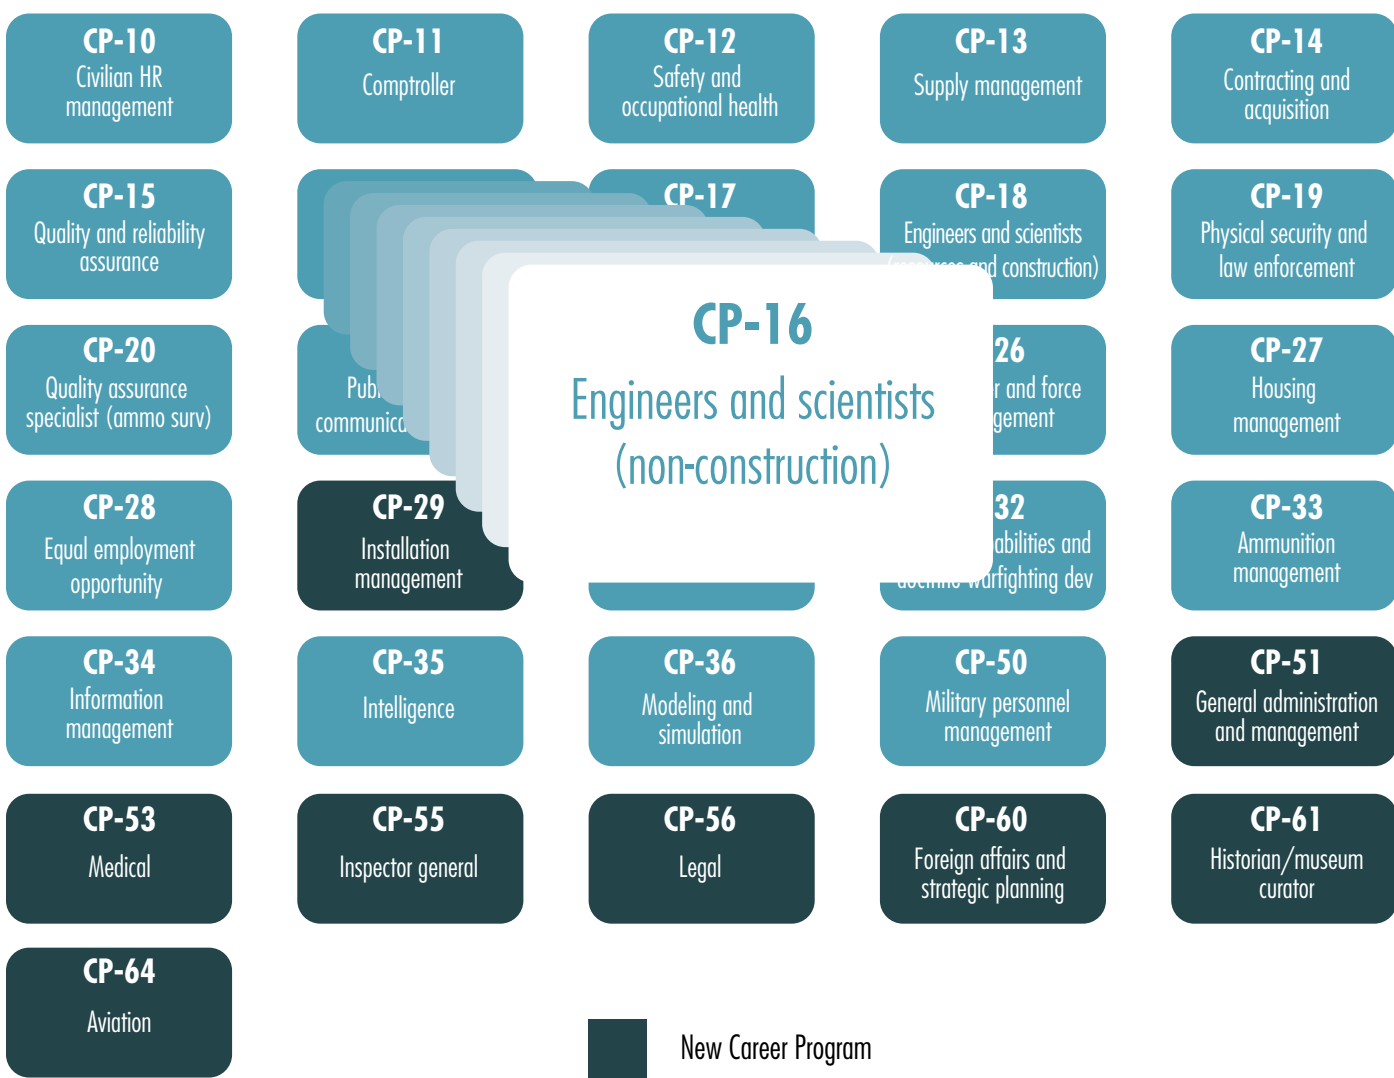 CP-10
Civilian HR
management
CP-11
Comptroller
CP-12
Safety and
occupational health
CP-13
Supply management
CP-14
Contracting and
acquisition
CP-15
Quality and reliability
assurance
CP-17
CP-18
Engineers and scientists
and construction)
CP-19
Physical security and
law enforcement
CP-16
Engineers and scientists
(non-construction)
CP-20
Quality assurance
specialist (ammo surv)
26
and force
CP-27
Housing
management
CP-28
Equal employment
opportunity
CP-29
Installation
management
32
and
warfighting dev
CP-33
Ammunition
management
CP-34
Information
management
CP-35
Intelligence
CP-36
Modeling and
simulation
CP-50
Military personnel
management
CP-51
General administration
and management
CP-53
Medical
CP-55
Inspector general
CP-56
Legal
CP-60
Foreign affairs and
strategic planning
CP-61
Historian/museum
curator
CP-64
Aviation
New Career Program